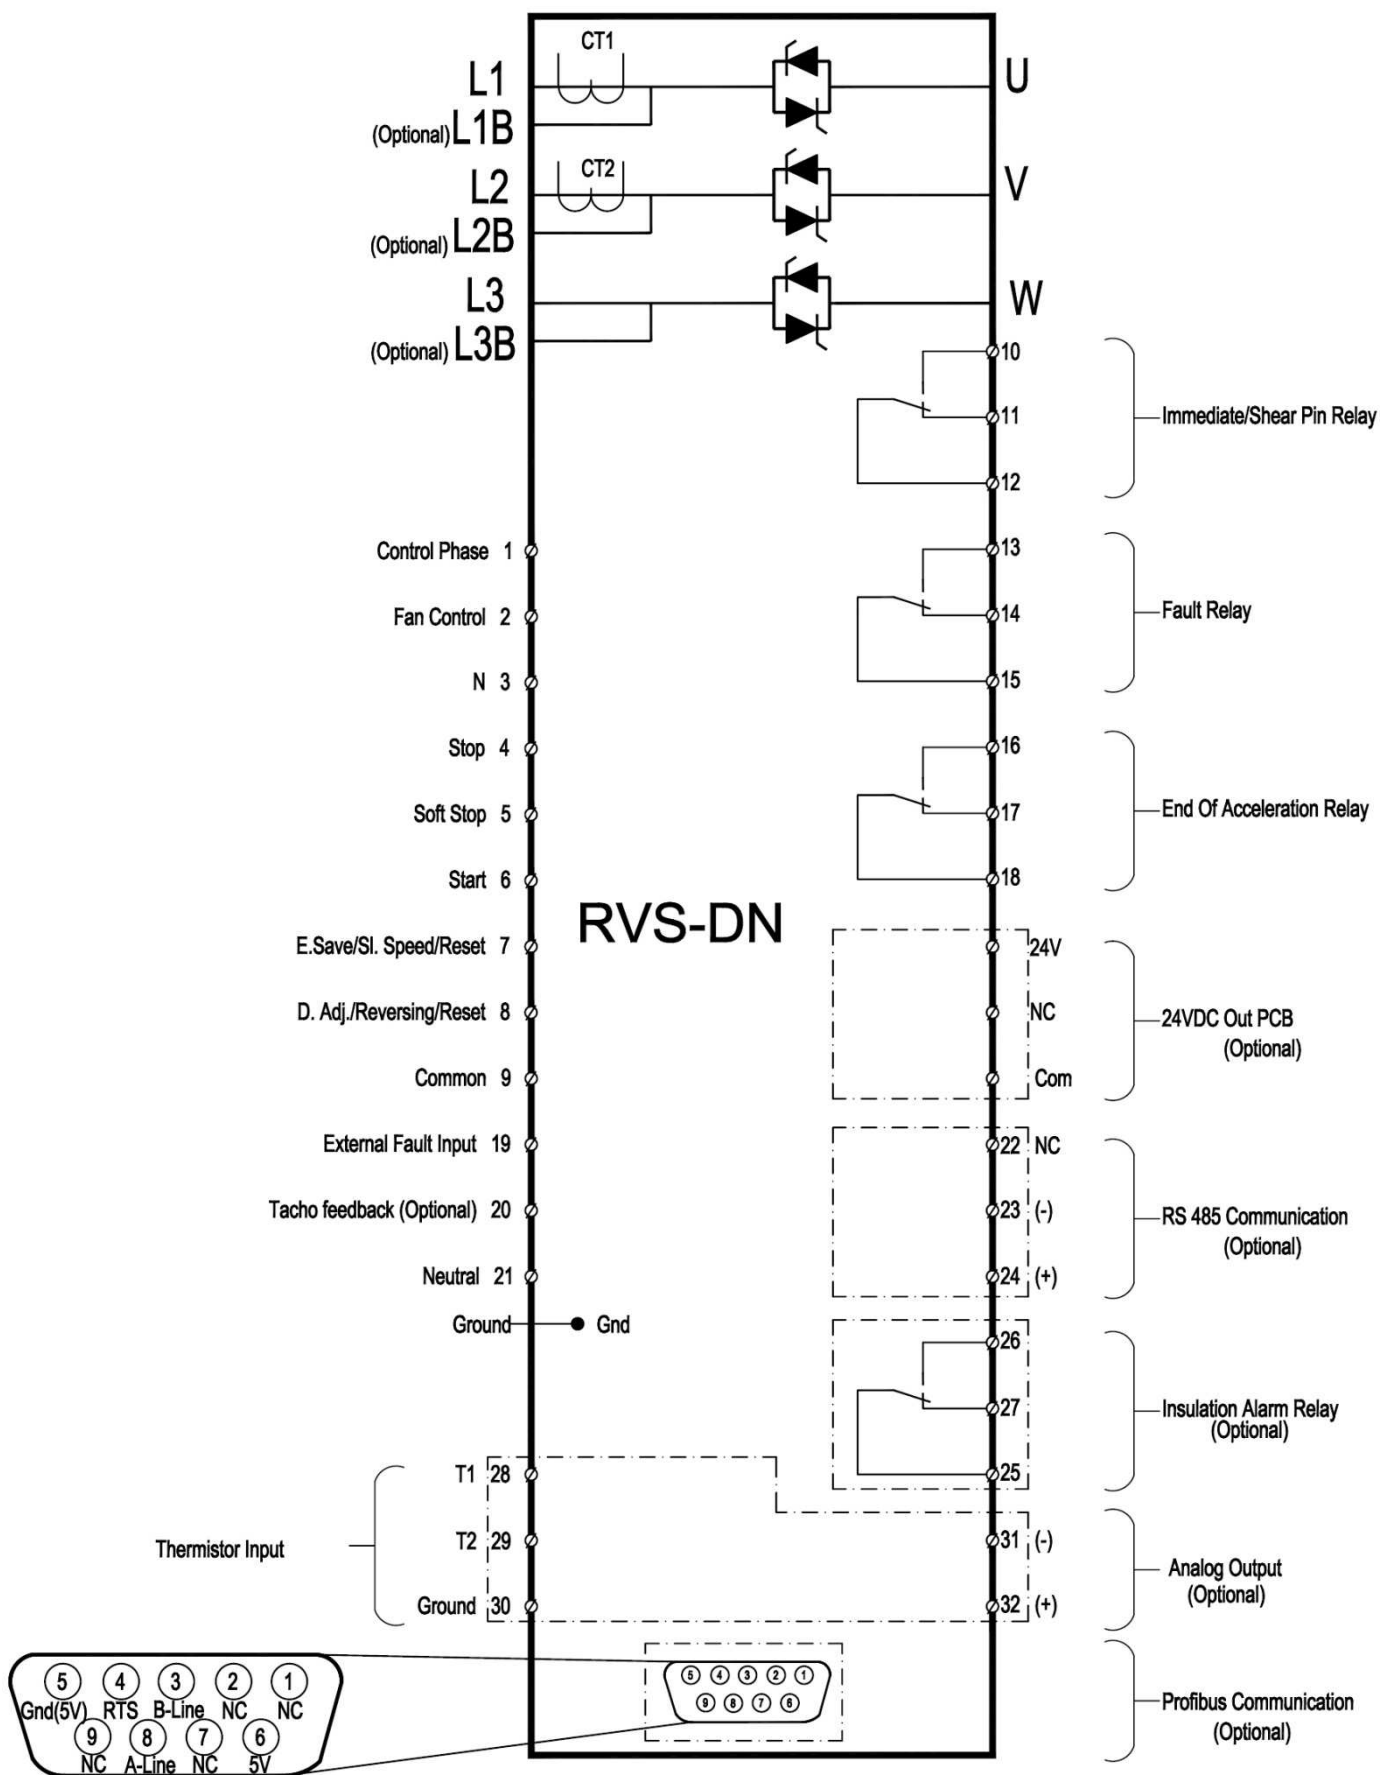 CT1
L1
U
(Optional) L1B
CT2
L2
V
(Optional) L2B
L3
W
(Optional) L3B
10
11
Immediate/Shear Pin Relay
12
Control Phase 1
13
Fan Control 2
14
Fault Relay
N 3
15
Stop 4
16
Soft Stop 5
17
End Of Acceleration Relay
Start 6
18
RVS-DN
E.Save/Sl. Speed/Reset 7
24V
D. Adj./Reversing/Reset 8
NC
24VDC Out PCB
(Optional)
Common 9
Com
External Fault Input 19
22 NC
Tacho feedback (Optional) 20
23 (-)
RS 485 Communication
(Optional)
Neutral 21
24 (+)
Ground Gnd
26
27
Insulation Alarm Relay
(Optional)
T1 28
25
Thermistor Input
T2 29
31 (-)
Analog Output
(Optional)
Ground 30
32 (+)
5 4 3 2 1
Gnd(5V) RTS B-Line NC NC
9 8 7 6
NC A-Line NC 5V
5 4 3 2 1
9 8 7 6
Profibus Communication
(Optional)